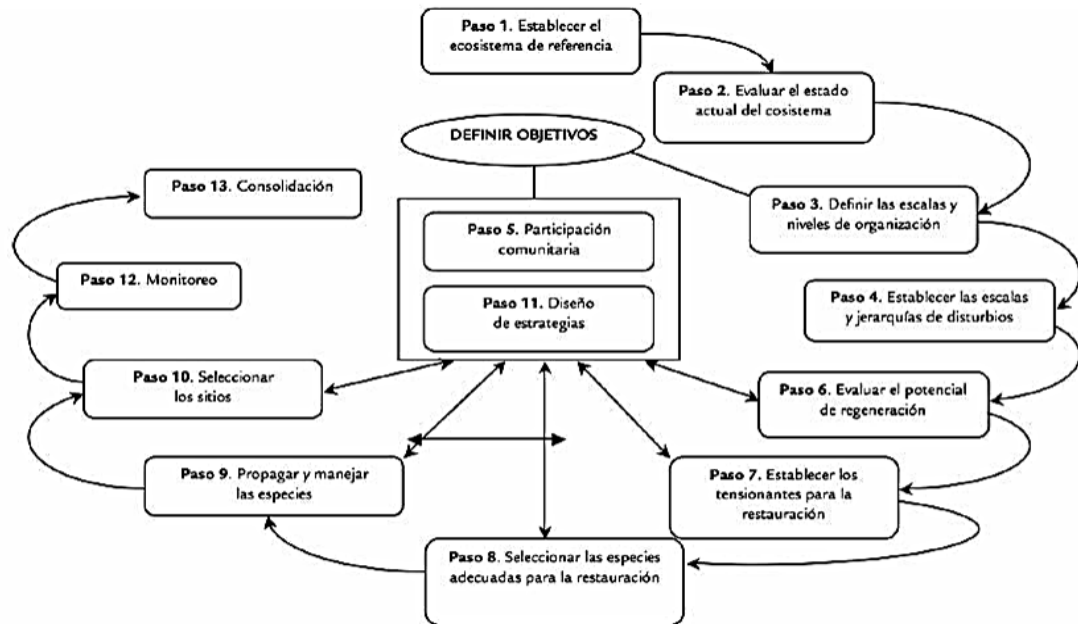 Paso 1. Establecer el
ecosistema de referencia
Paso 2. Evaluar el estado
actual del cosistema
DEFINIR OBJETIVOS
Paso 13. Consolidación
Paso 3. Definir las escalas y
niveles de organización
Paso 5. Participación
comunitaria
Paso 12. Monitoreo
Paso 4. Establecer las escalas
y jerarquías de disturbios
Paso 11. Diseño
de estrategias
Paso 10. Seleccionar
los sitios
Paso 6. Evaluar el potencial
de regeneración
Paso 9. Propagar y manejar
las especies
Paso 7. Establecer los
tensionantes para la
restauración
Paso 8. Seleccionar las especies
adecuadas para la restauración